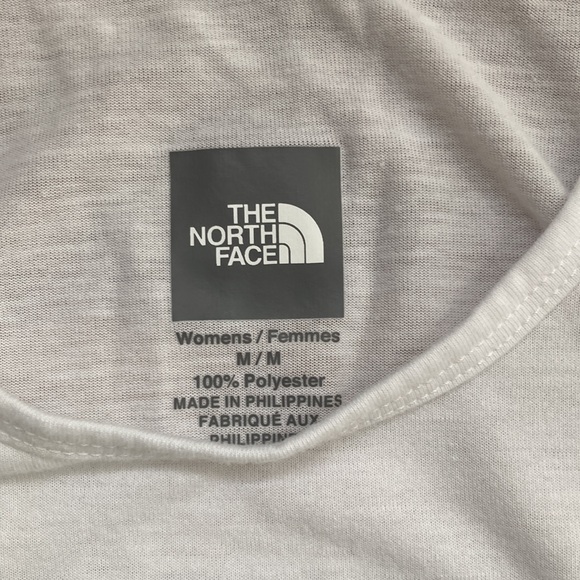 THE
NORTH
FACE
Womens / Femmes
M / M
100% Polyester
MADE IN PHILIPPINES
FABRIQUÉ AUX